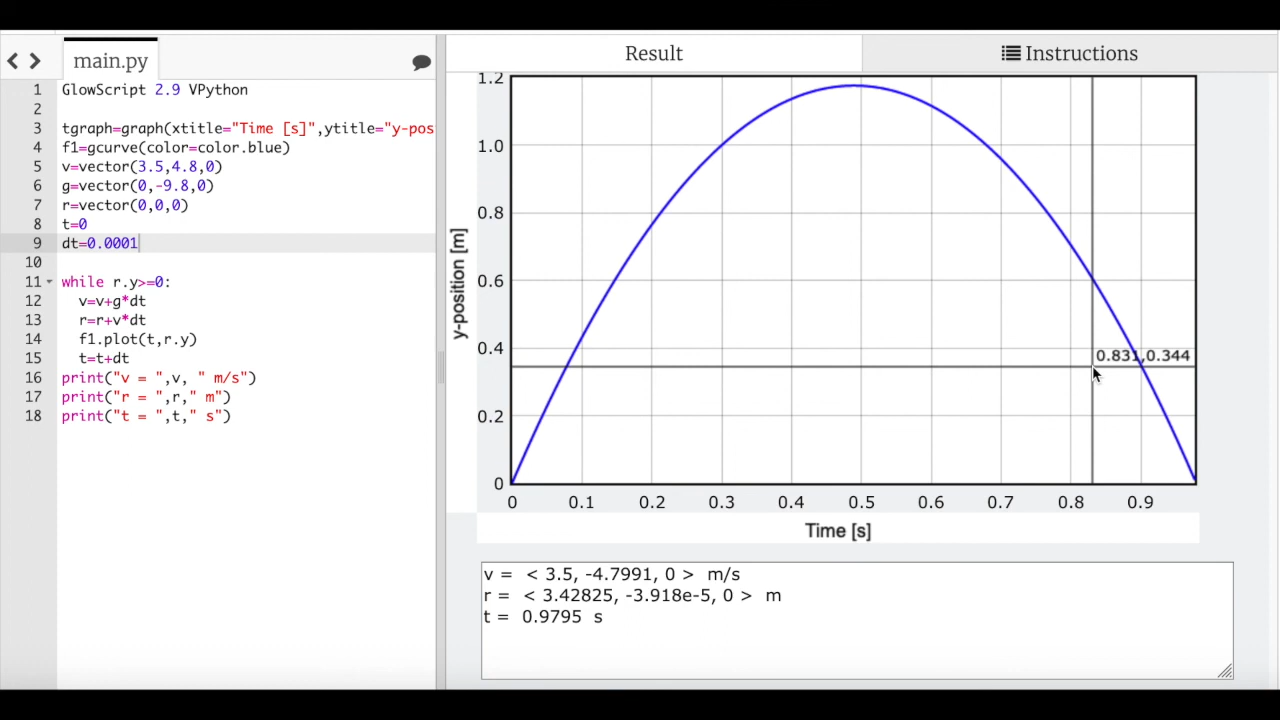 main.py
1 GlowScript 2.9 VPython
2
3 tgraph=graph(xtitle="Time [s]",ytitle="y-pos
4 f1=gcurve(color=color.blue)
5 v=vector(3.5,4.8,0)
6 g=vector(0,-9.8,0)
7 r=vector(0,0,0)
8 t=0
9 dt=0.0001
10
11 while r.y>=0:
12 v=v+g*dt
13 r=r+v*dt
14 f1.plot(t,r.y)
15 t=t+dt
16 print("v = ",v, " m/s")
17 print("r = ",r," m")
18 print("t = ",t," s")
Result
Instructions
1.2
1.0
0.8
0.6
0.4
0.2
0
y-position [m]
0.831,0.344
0 0.1 0.2 0.3 0.4 0.5 0.6 0.7 0.8 0.9
Time [s]
v = < 3.5, -4.7991, 0 > m/s
r = < 3.42825, -3.918e-5, 0 > m
t = 0.9795 s